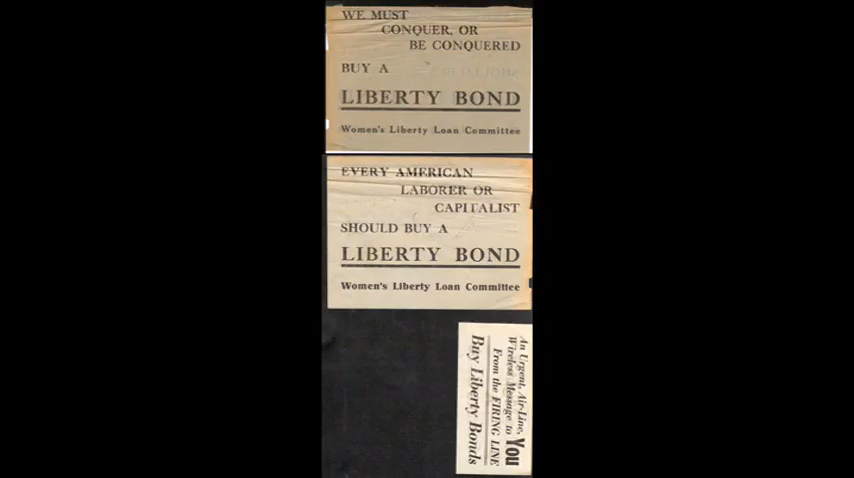 WE MUST
CONQUER, OR
BE CONQUERED
BUY A
LIBERTY BOND
Women's Liberty Loan Committee
EVERY AMERICAN
LABORER OR
CAPITALIST
SHOULD BUY A
LIBERTY BOND
Women's Liberty Loan Committee
An Urgent, Air-Line,
Wireless Message to You
From the FIRING LINE
Buy Liberty Bonds